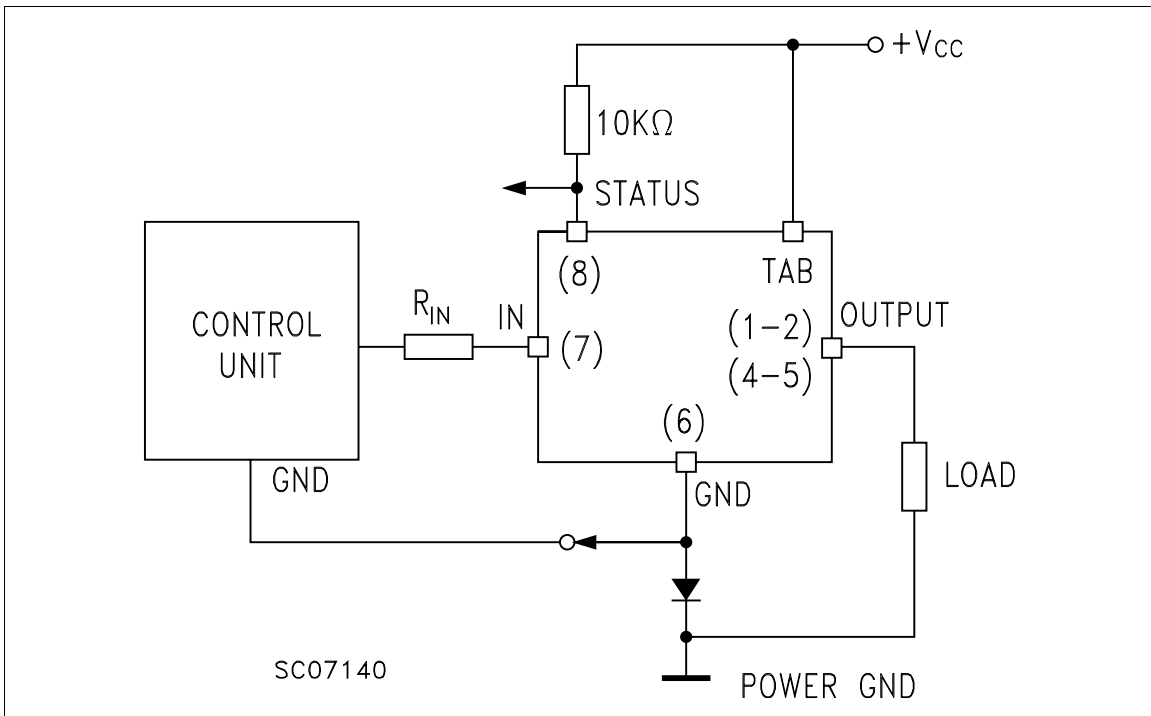 +VCC
10KΩ
STATUS
(8)
TAB
CONTROL
UNIT
RIN
IN
(7)
(1-2)
(4-5)
OUTPUT
(6)
GND
GND
LOAD
SC07140
POWER GND